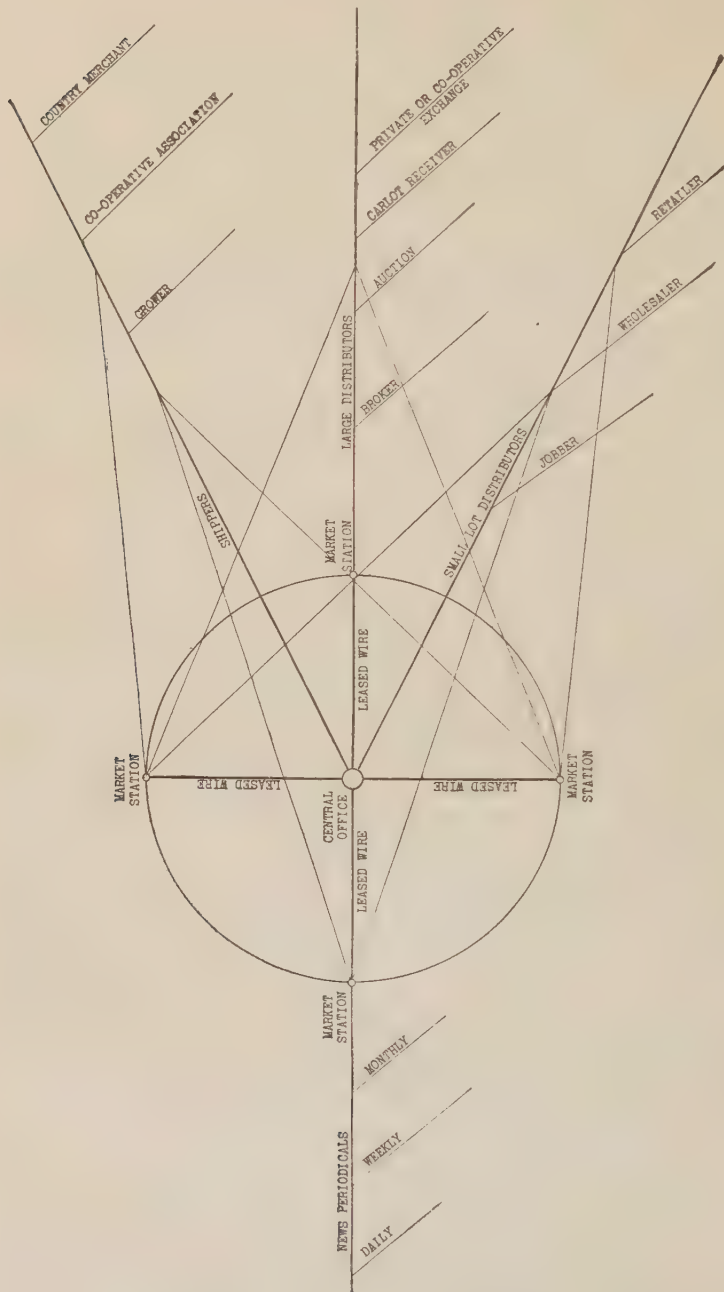 COUNTRY MERCHANT
CO-OPERATIVE ASSOCIATION
GROWER
SHIPPERS
PRIVATE OR CO-OPERATIVE
EXCHANGE
CARLOT RECEIVER
AUCTION
BROKER
LARGE DISTRIBUTORS
RETAILER
WHOLESALER
JOBBER
SMALL LOT DISTRIBUTORS
MARKET
STATION
LEASED WIRE
MARKET
STATION
LEASED WIRE
CENTRAL
OFFICE
LEASED WIRE
MARKET
STATION
LEASED WIRE
MARKET
STATION
NEWS PERIODICALS
MONTHLY
WEEKLY
DAILY